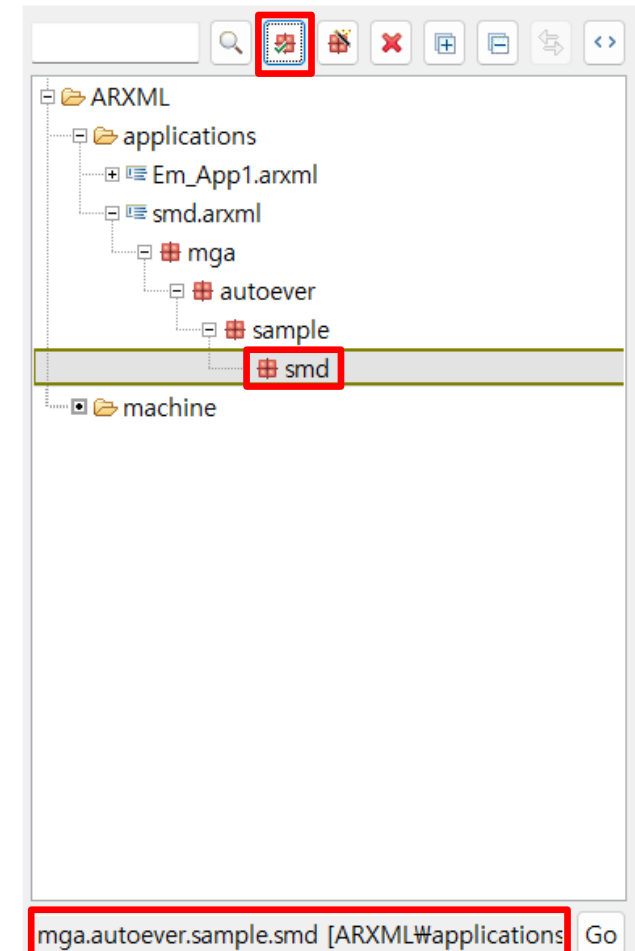 ARXML
applications
Em_App1.arxml
smd.arxml
mga
autoever
sample
smd
machine
mga.autoever.sample.smd [ARXML₩applications Go